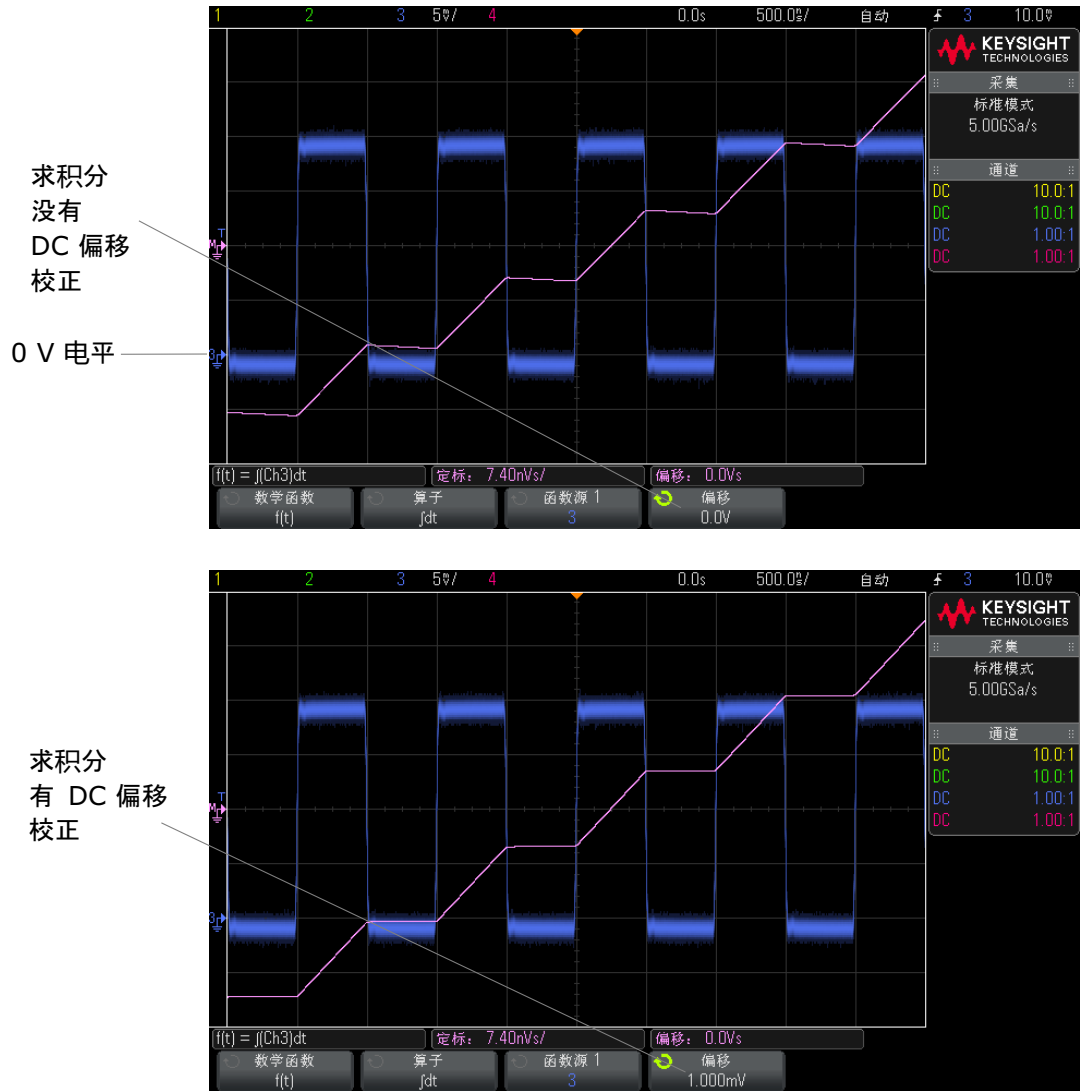 1 2 3 5mV/ 4 0.0s 500.0ns/ 自动 3 10.0mV
KEYSIGHT
TECHNOLOGIES
采集
标准模式
5.00GSa/s
通道
DC 10.0:1
DC 10.0:1
DC 1.00:1
DC 1.00:1
求积分
没有
DC 偏移
校正
T
M
0 V 电平
3
f(t) = ∫(Ch3)dt 定标: 7.40nVs/ 偏移: 0.0Vs
数学函数 算子 函数源 1 偏移
f(t) ∫dt 3 0.0V
1 2 3 5mV/ 4 0.0s 500.0ns/ 自动 3 10.0mV
KEYSIGHT
TECHNOLOGIES
采集
标准模式
5.00GSa/s
通道
DC 10.0:1
DC 10.0:1
DC 1.00:1
DC 1.00:1
求积分
有 DC 偏移
校正
T
M
3
f(t) = ∫(Ch3)dt 定标: 7.40nVs/ 偏移: 0.0Vs
数学函数 算子 函数源 1 偏移
f(t) ∫dt 3 1.000mV